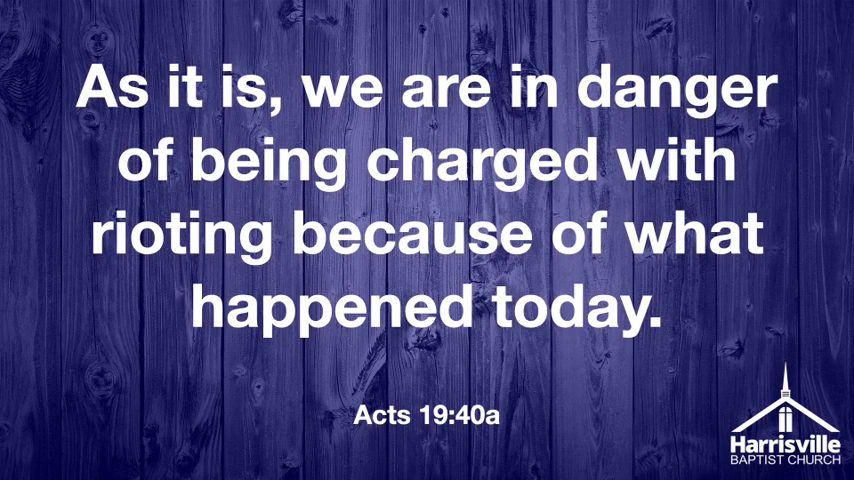 As it is, we are in danger
of being charged with
rioting because of what
happened today.
Acts 19:40a
Harrisville
BAPTIST CHURCH